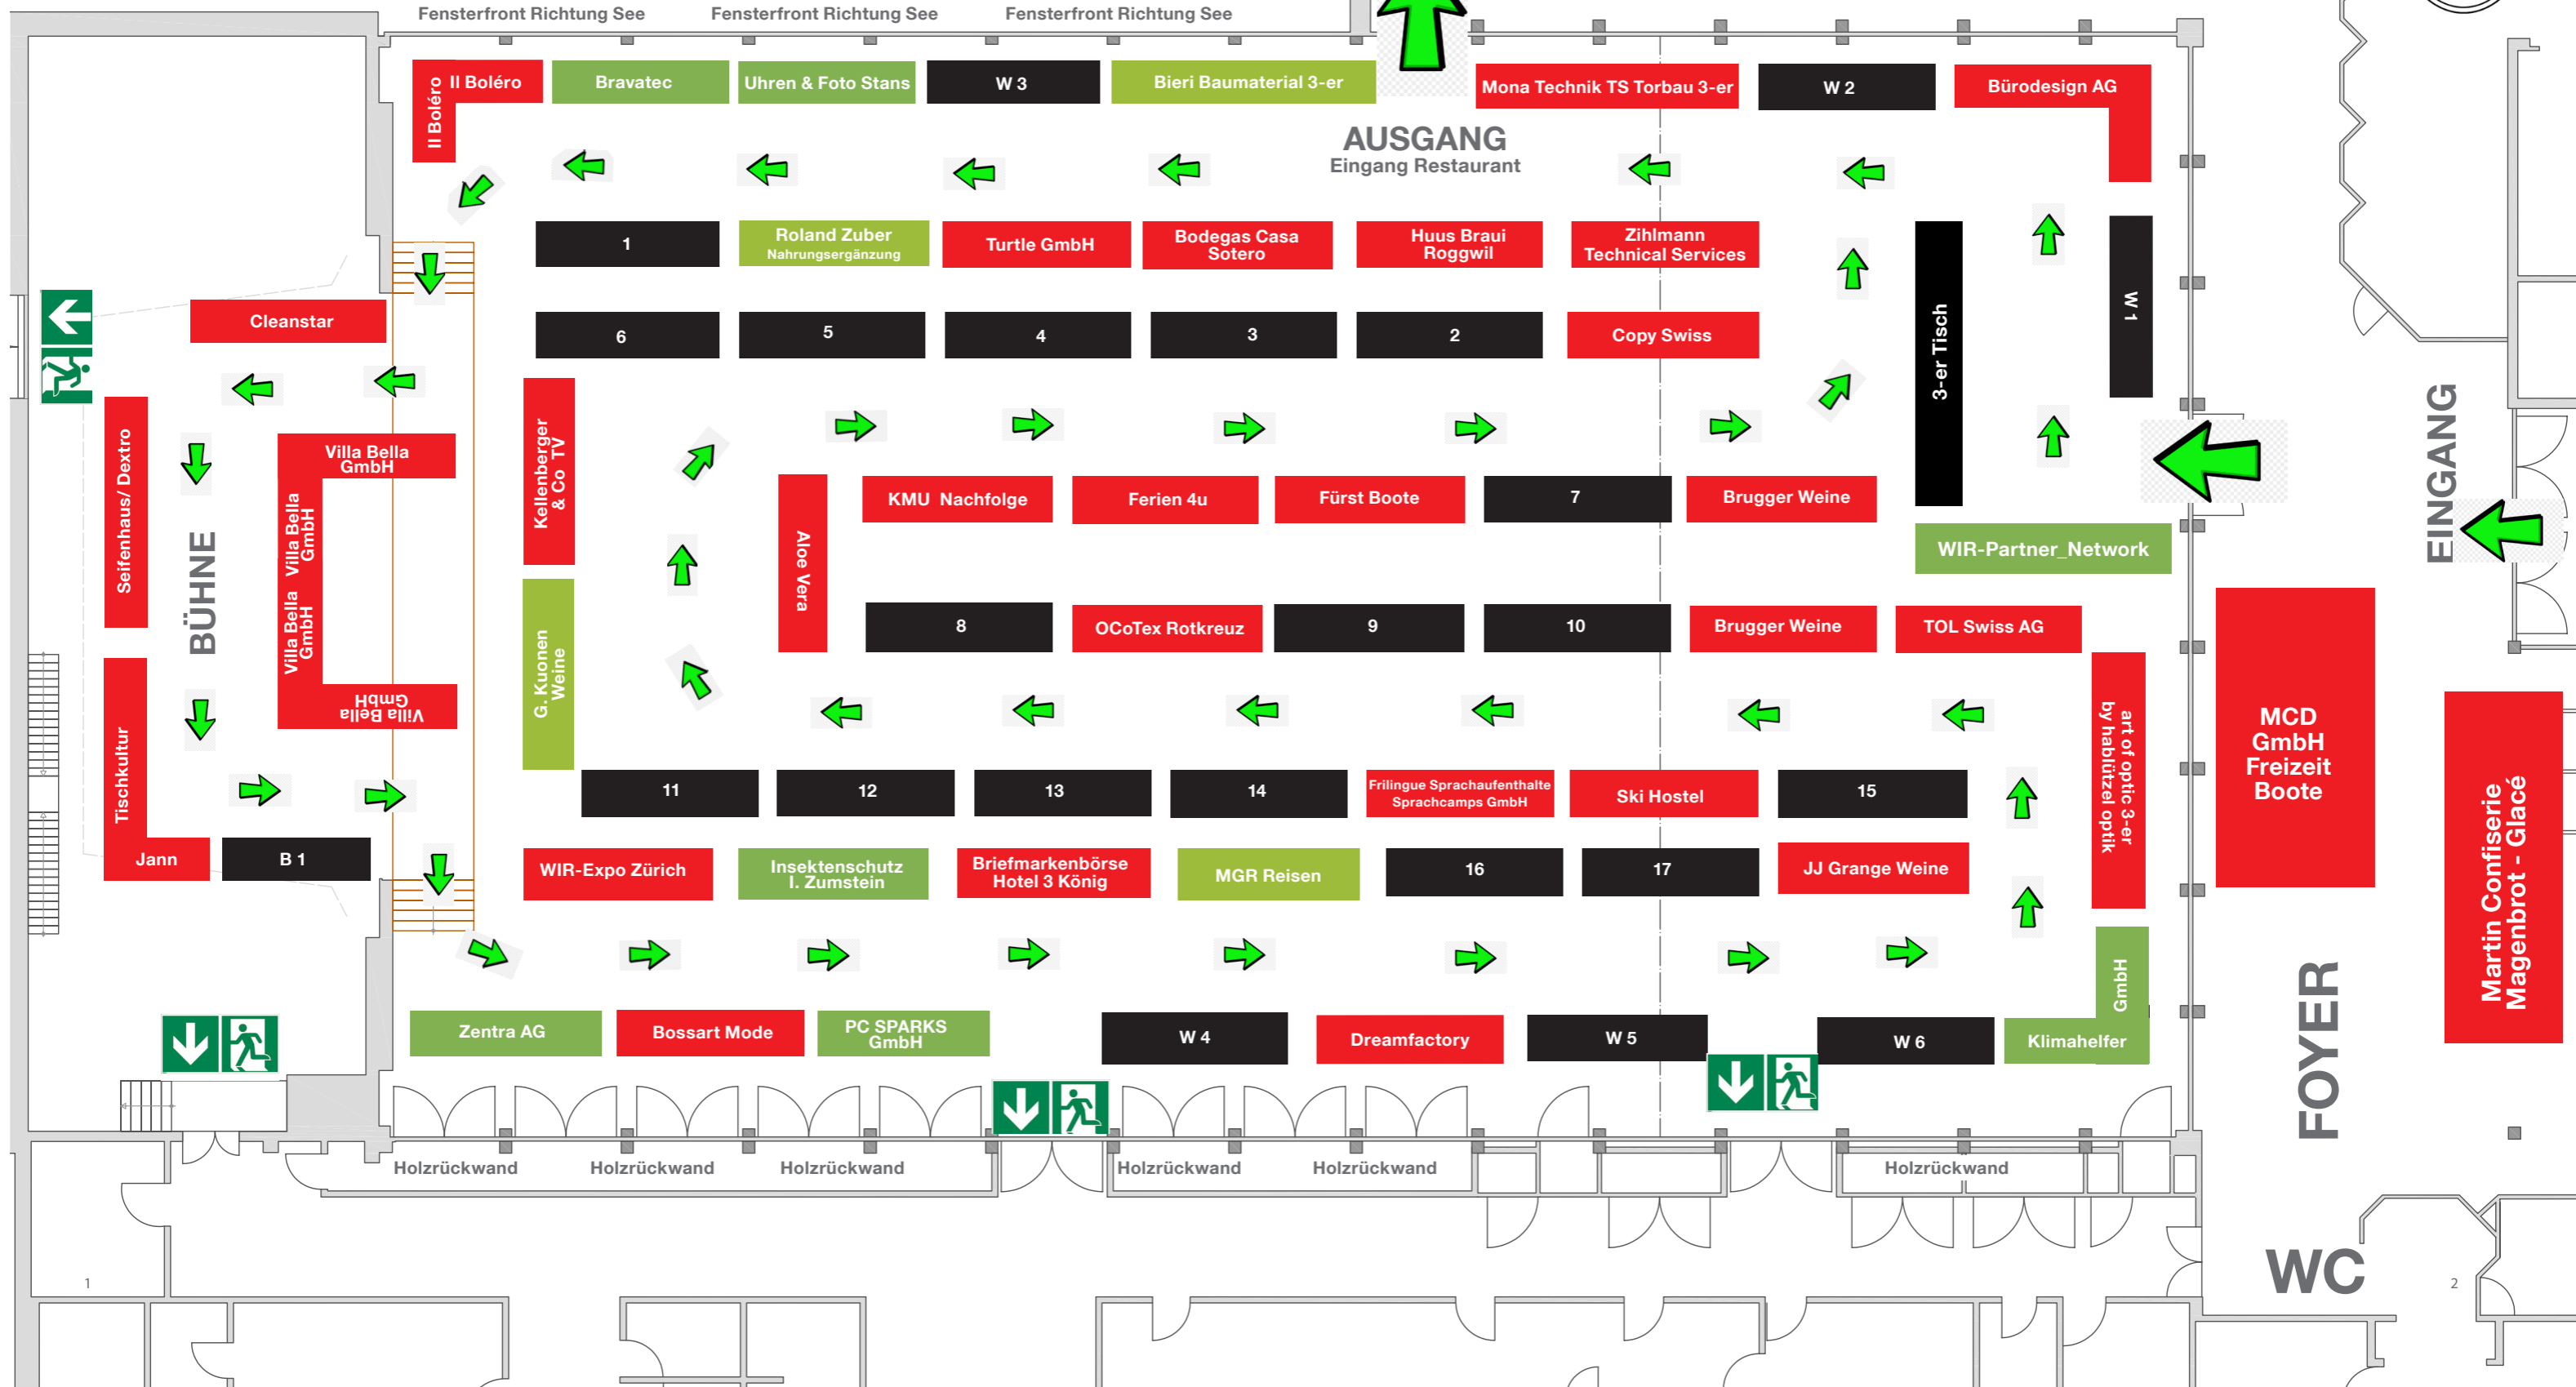 Fensterfront Richtung See
Fensterfront Richtung See
Fensterfront Richtung See
Il Boléro
Il Boléro
Bravatec
Uhren & Foto Stans
W 3
Bieri Baumaterial 3-er
Mona Technik TS Torbau 3-er
W 2
Bürodesign AG
AUSGANG
Eingang Restaurant
1
Roland Zuber
Nahrungsergänzung
Turtle GmbH
Bodegas Casa
Sotero
Huus Braui
Roggwil
Zihlmann
Technical Services
3-er Tisch
W 1
Cleanstar
6
5
4
3
2
Copy Swiss
EINGANG
Seifenhaus/ Dextro
BÜHNE
Villa Bella
GmbH
Villa Bella
GmbH
Villa Bella
GmbH
Villa Bella
GmbH
Kellenberger
& Co TV
Aloe Vera
KMU Nachfolge
Ferien 4u
Fürst Boote
7
Brugger Weine
WIR-Partner_Network
G. Kuonen
Weine
8
OCoTex Rotkreuz
9
10
Brugger Weine
TOL Swiss AG
art of optic 3-er
by hablützel optik
MCD
GmbH
Freizeit
Boote
Martin Confiserie
Magenbrot - Glacé
Tischkultur
Jann
B 1
11
12
13
14
Frilingue Sprachaufenthalte
Sprachcamps GmbH
Ski Hostel
15
WIR-Expo Zürich
Insektenschutz
I. Zumstein
Briefmarkenbörse
Hotel 3 König
MGR Reisen
16
17
JJ Grange Weine
Zentra AG
Bossart Mode
PC SPARKS
GmbH
W 4
Dreamfactory
W 5
W 6
Klimahelfer
GmbH
FOYER
Holzrückwand
Holzrückwand
Holzrückwand
Holzrückwand
Holzrückwand
Holzrückwand
WC
1
2